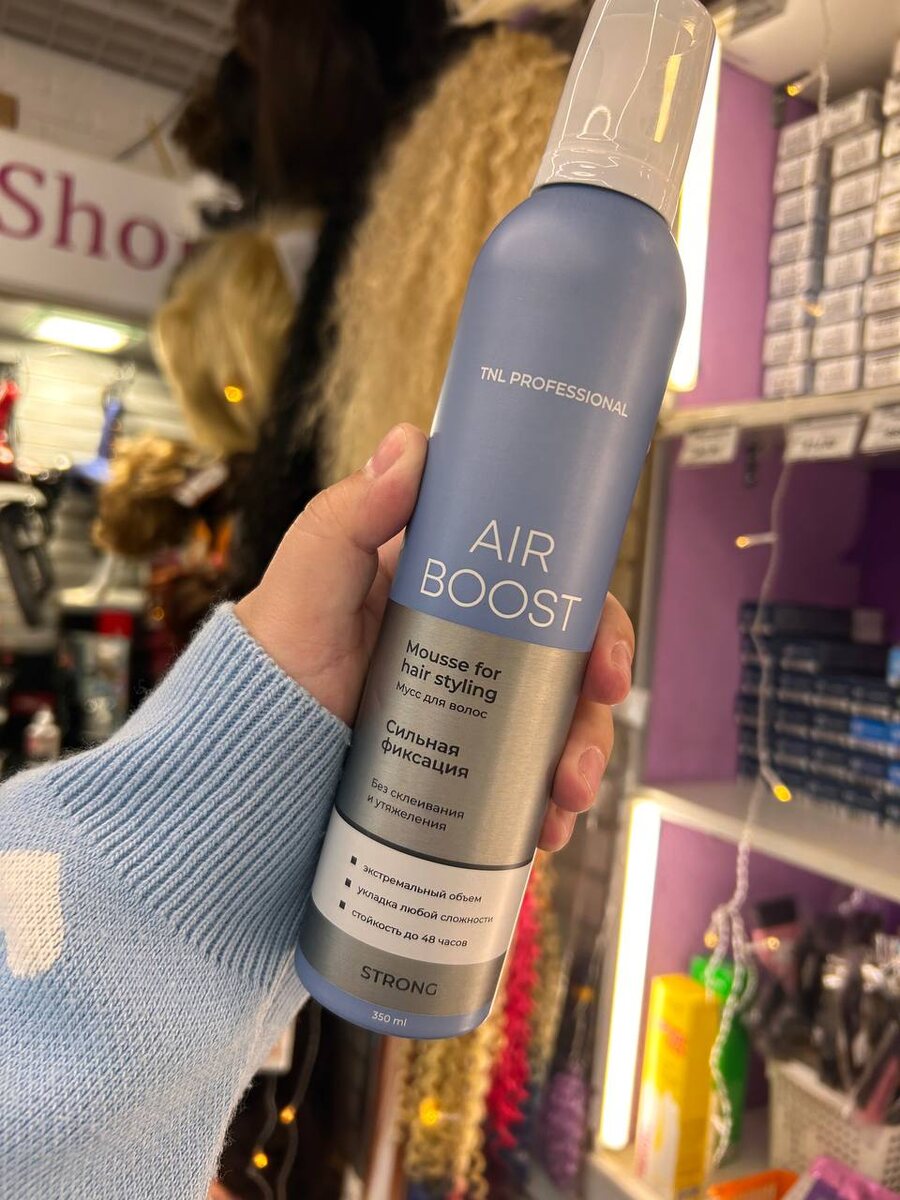 Sho
TNL PROFESSIONAL
AIR
BOOST
Mousse for
hair styling
Мусс для волос
Сильная
фиксация
Без склеивания
и утяжеления
экстремальный объем
укладка любой сложности
стойкость до 48 часов
STRONG
350 ml